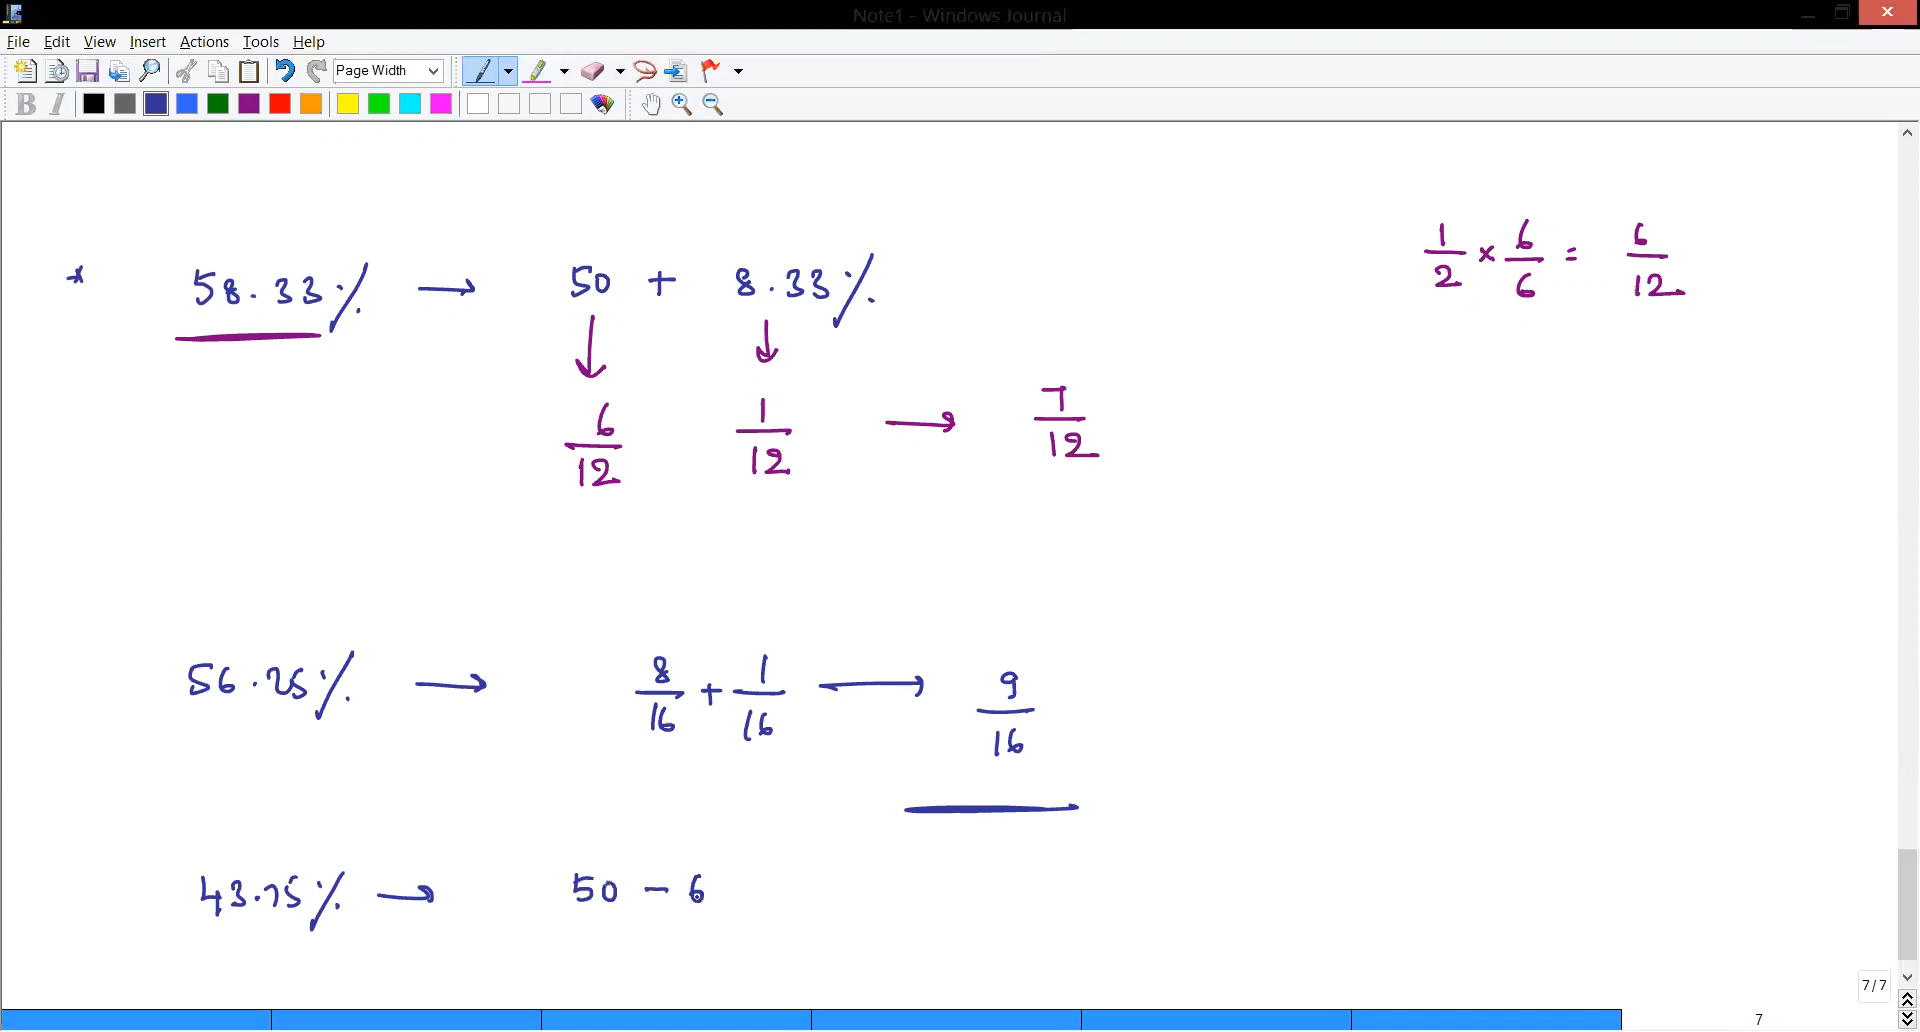 Note1 - Windows Journal
File Edit View Insert Actions Tools Help
Page Width
B I
* 58.33% → 50 + 8.33%
1/2 × 6/6 = 6/12
6/12 1/12 → 7/12
56.25% → 8/16 + 1/16 → 9/16
43.75% → 50 - 6
7/7
7